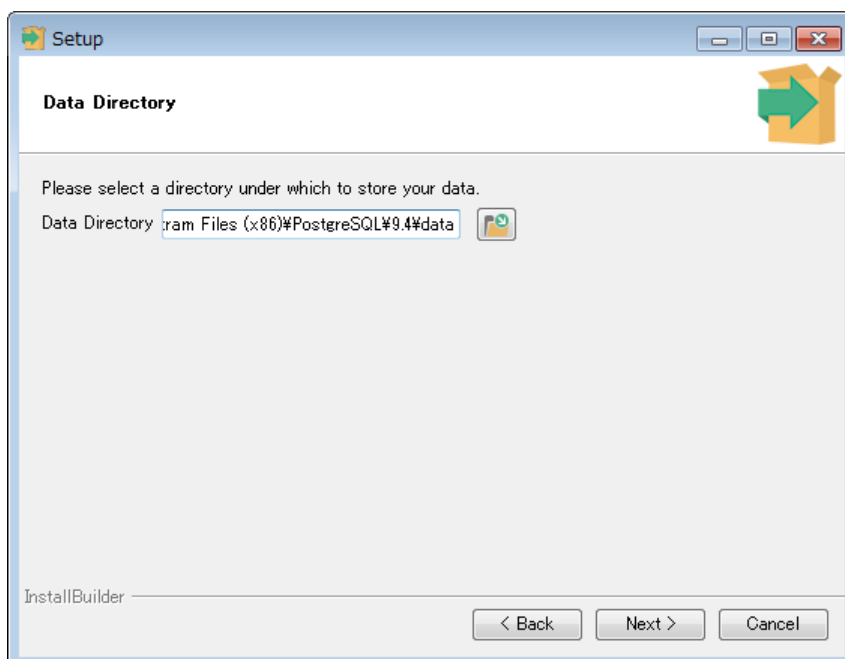 Setup
Data Directory
Please select a directory under which to store your data.
Data Directory ram Files (x86)¥PostgreSQL¥9.4¥data
InstallBuilder
< Back Next > Cancel